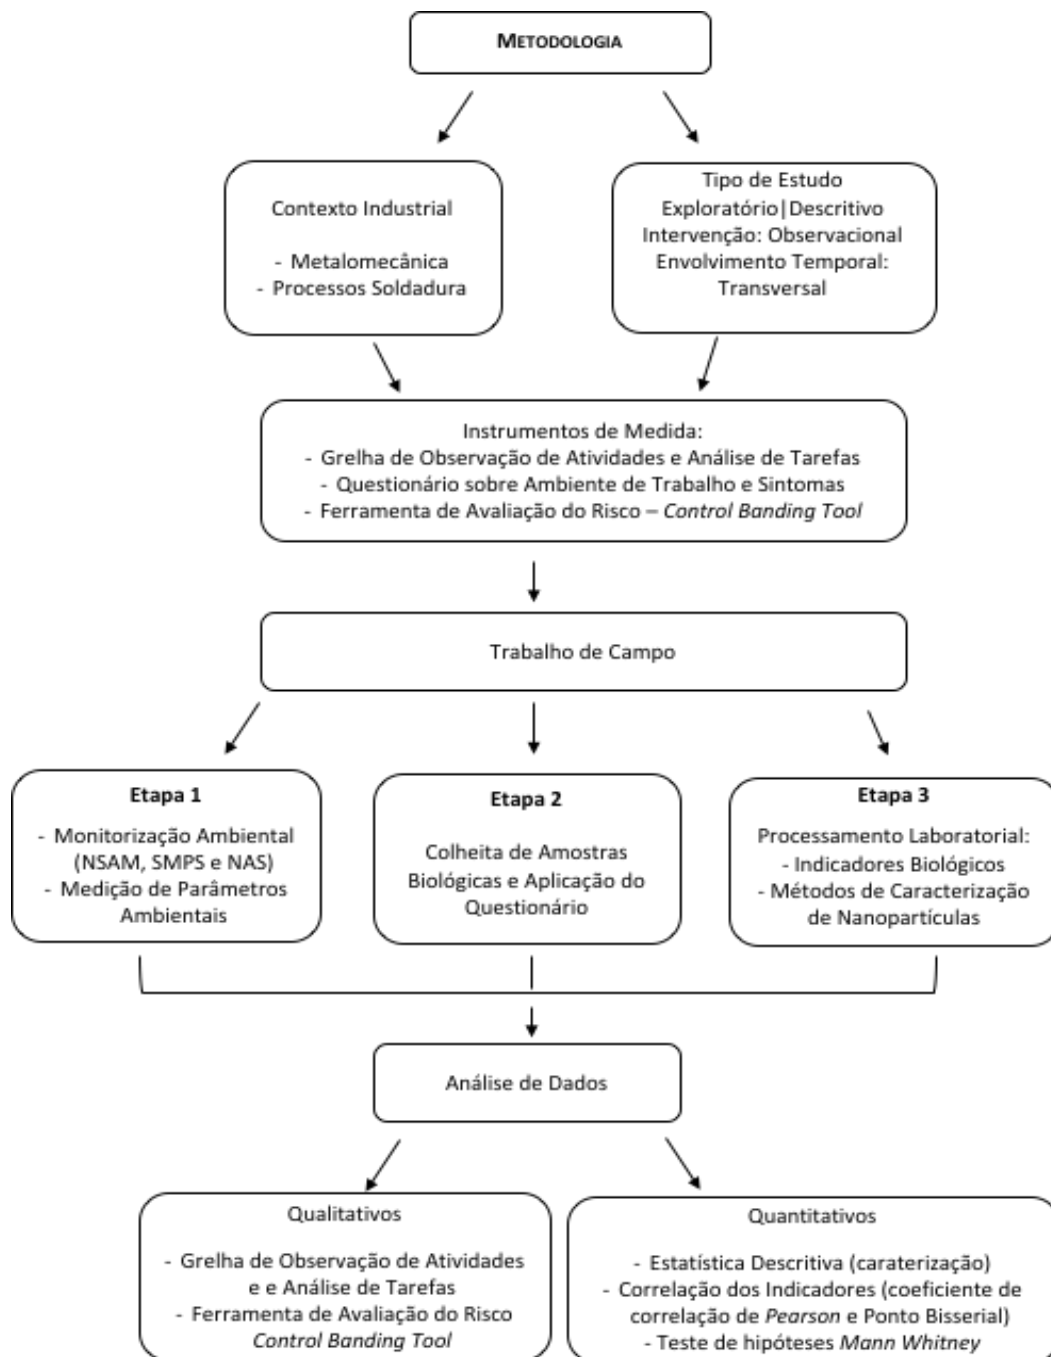 METODOLOGIA
Contexto Industrial
- Metalomecânica
- Processos Soldadura
Tipo de Estudo
Exploratório|Descritivo
Intervenção: Observacional
Envolvimento Temporal:
Transversal
Instrumentos de Medida:
- Grelha de Observação de Atividades e Análise de Tarefas
- Questionário sobre Ambiente de Trabalho e Sintomas
- Ferramenta de Avaliação do Risco – Control Banding Tool
Trabalho de Campo
Etapa 1
- Monitorização Ambiental
(NSAM, SMPS e NAS)
- Medição de Parâmetros
Ambientais
Etapa 2
Colheita de Amostras
Biológicas e Aplicação do
Questionário
Etapa 3
Processamento Laboratorial:
- Indicadores Biológicos
- Métodos de Caracterização
de Nanopartículas
Análise de Dados
Qualitativos
- Grelha de Observação de Atividades
e e Análise de Tarefas
- Ferramenta de Avaliação do Risco
Control Banding Tool
Quantitativos
- Estatística Descritiva (caraterização)
- Correlação dos Indicadores (coeficiente de
correlação de Pearson e Ponto Bisserial)
- Teste de hipóteses Mann Whitney